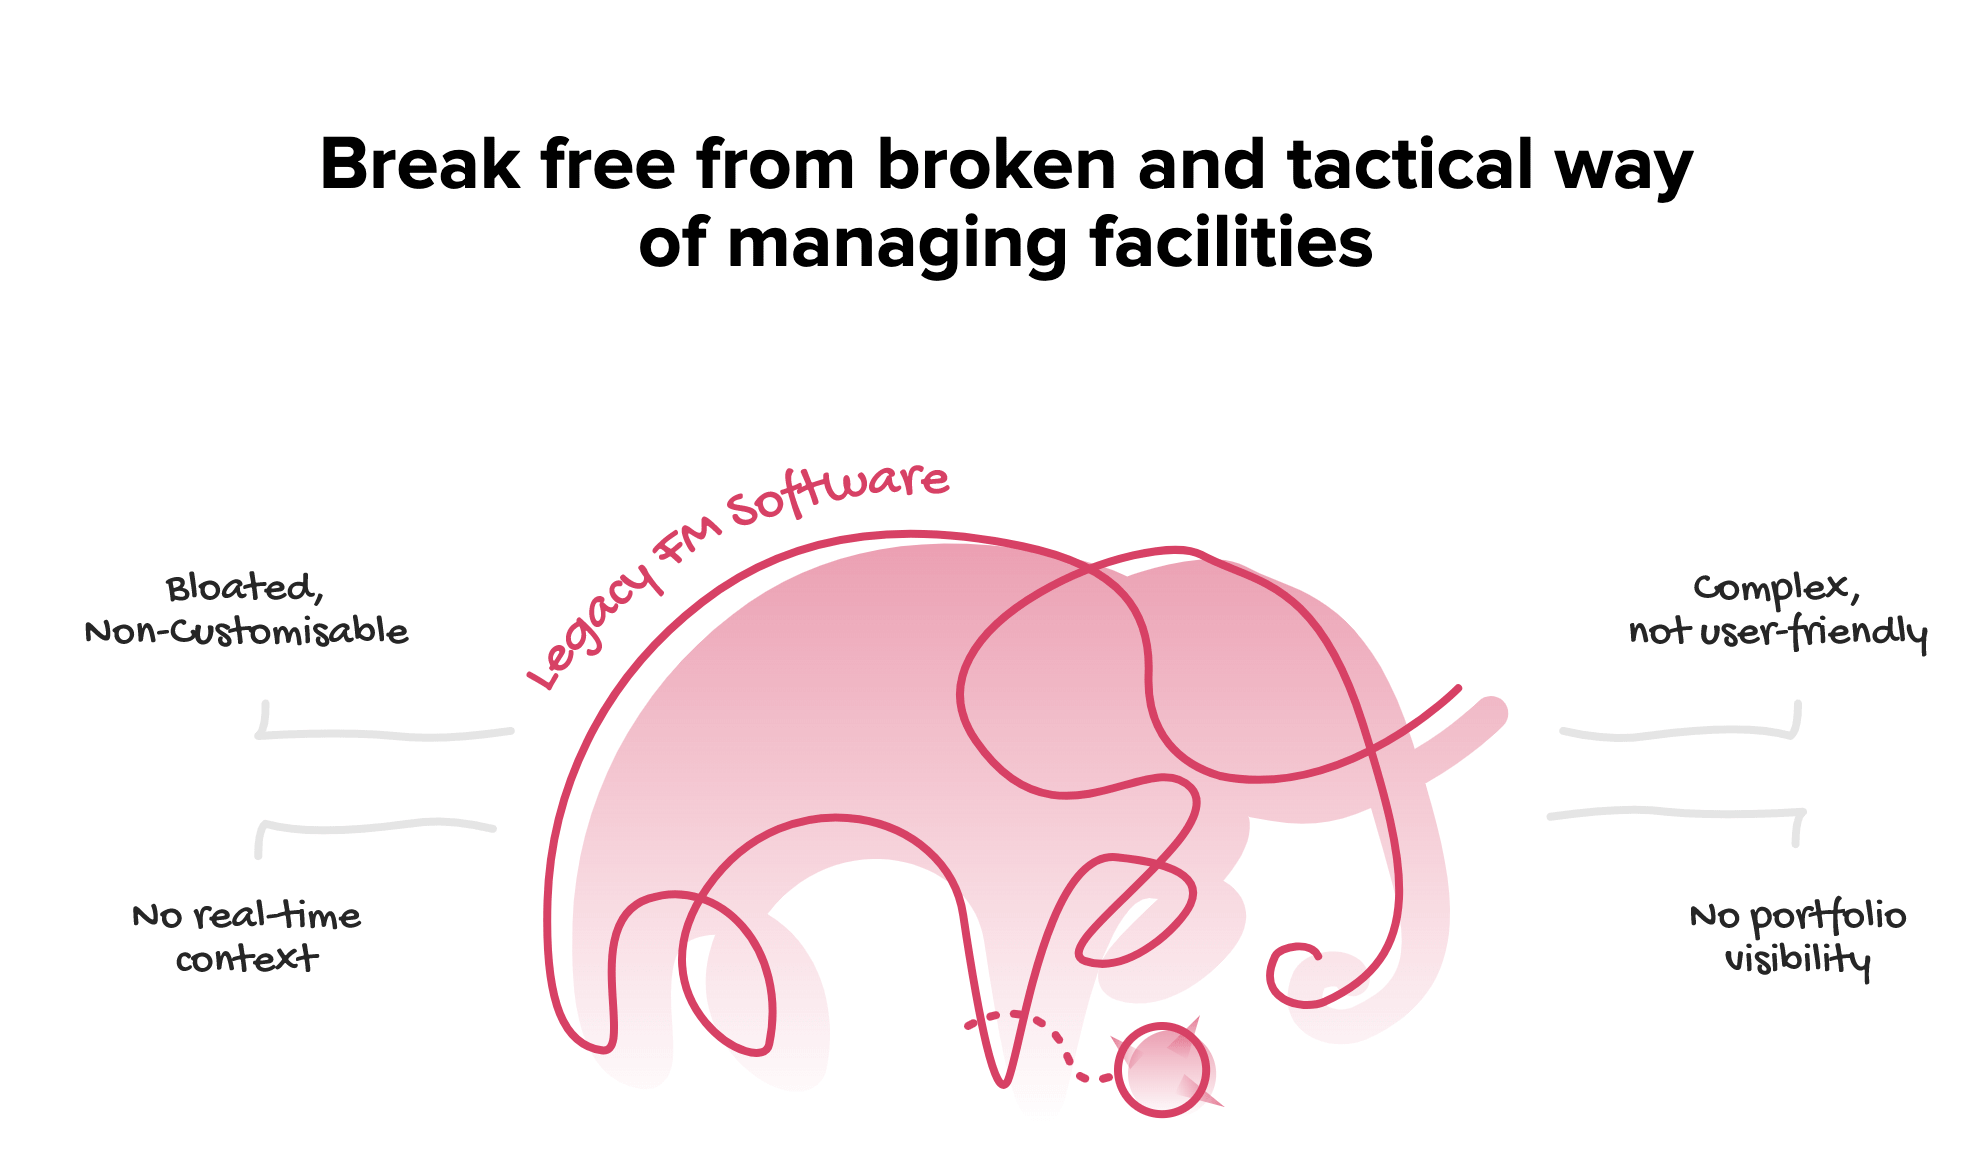 Break free from broken and tactical way
of managing facilities
Legacy FM Software
Bloated,
Non-Customisable
Complex,
not user-friendly
No real-time
context
No portfolio
visibility